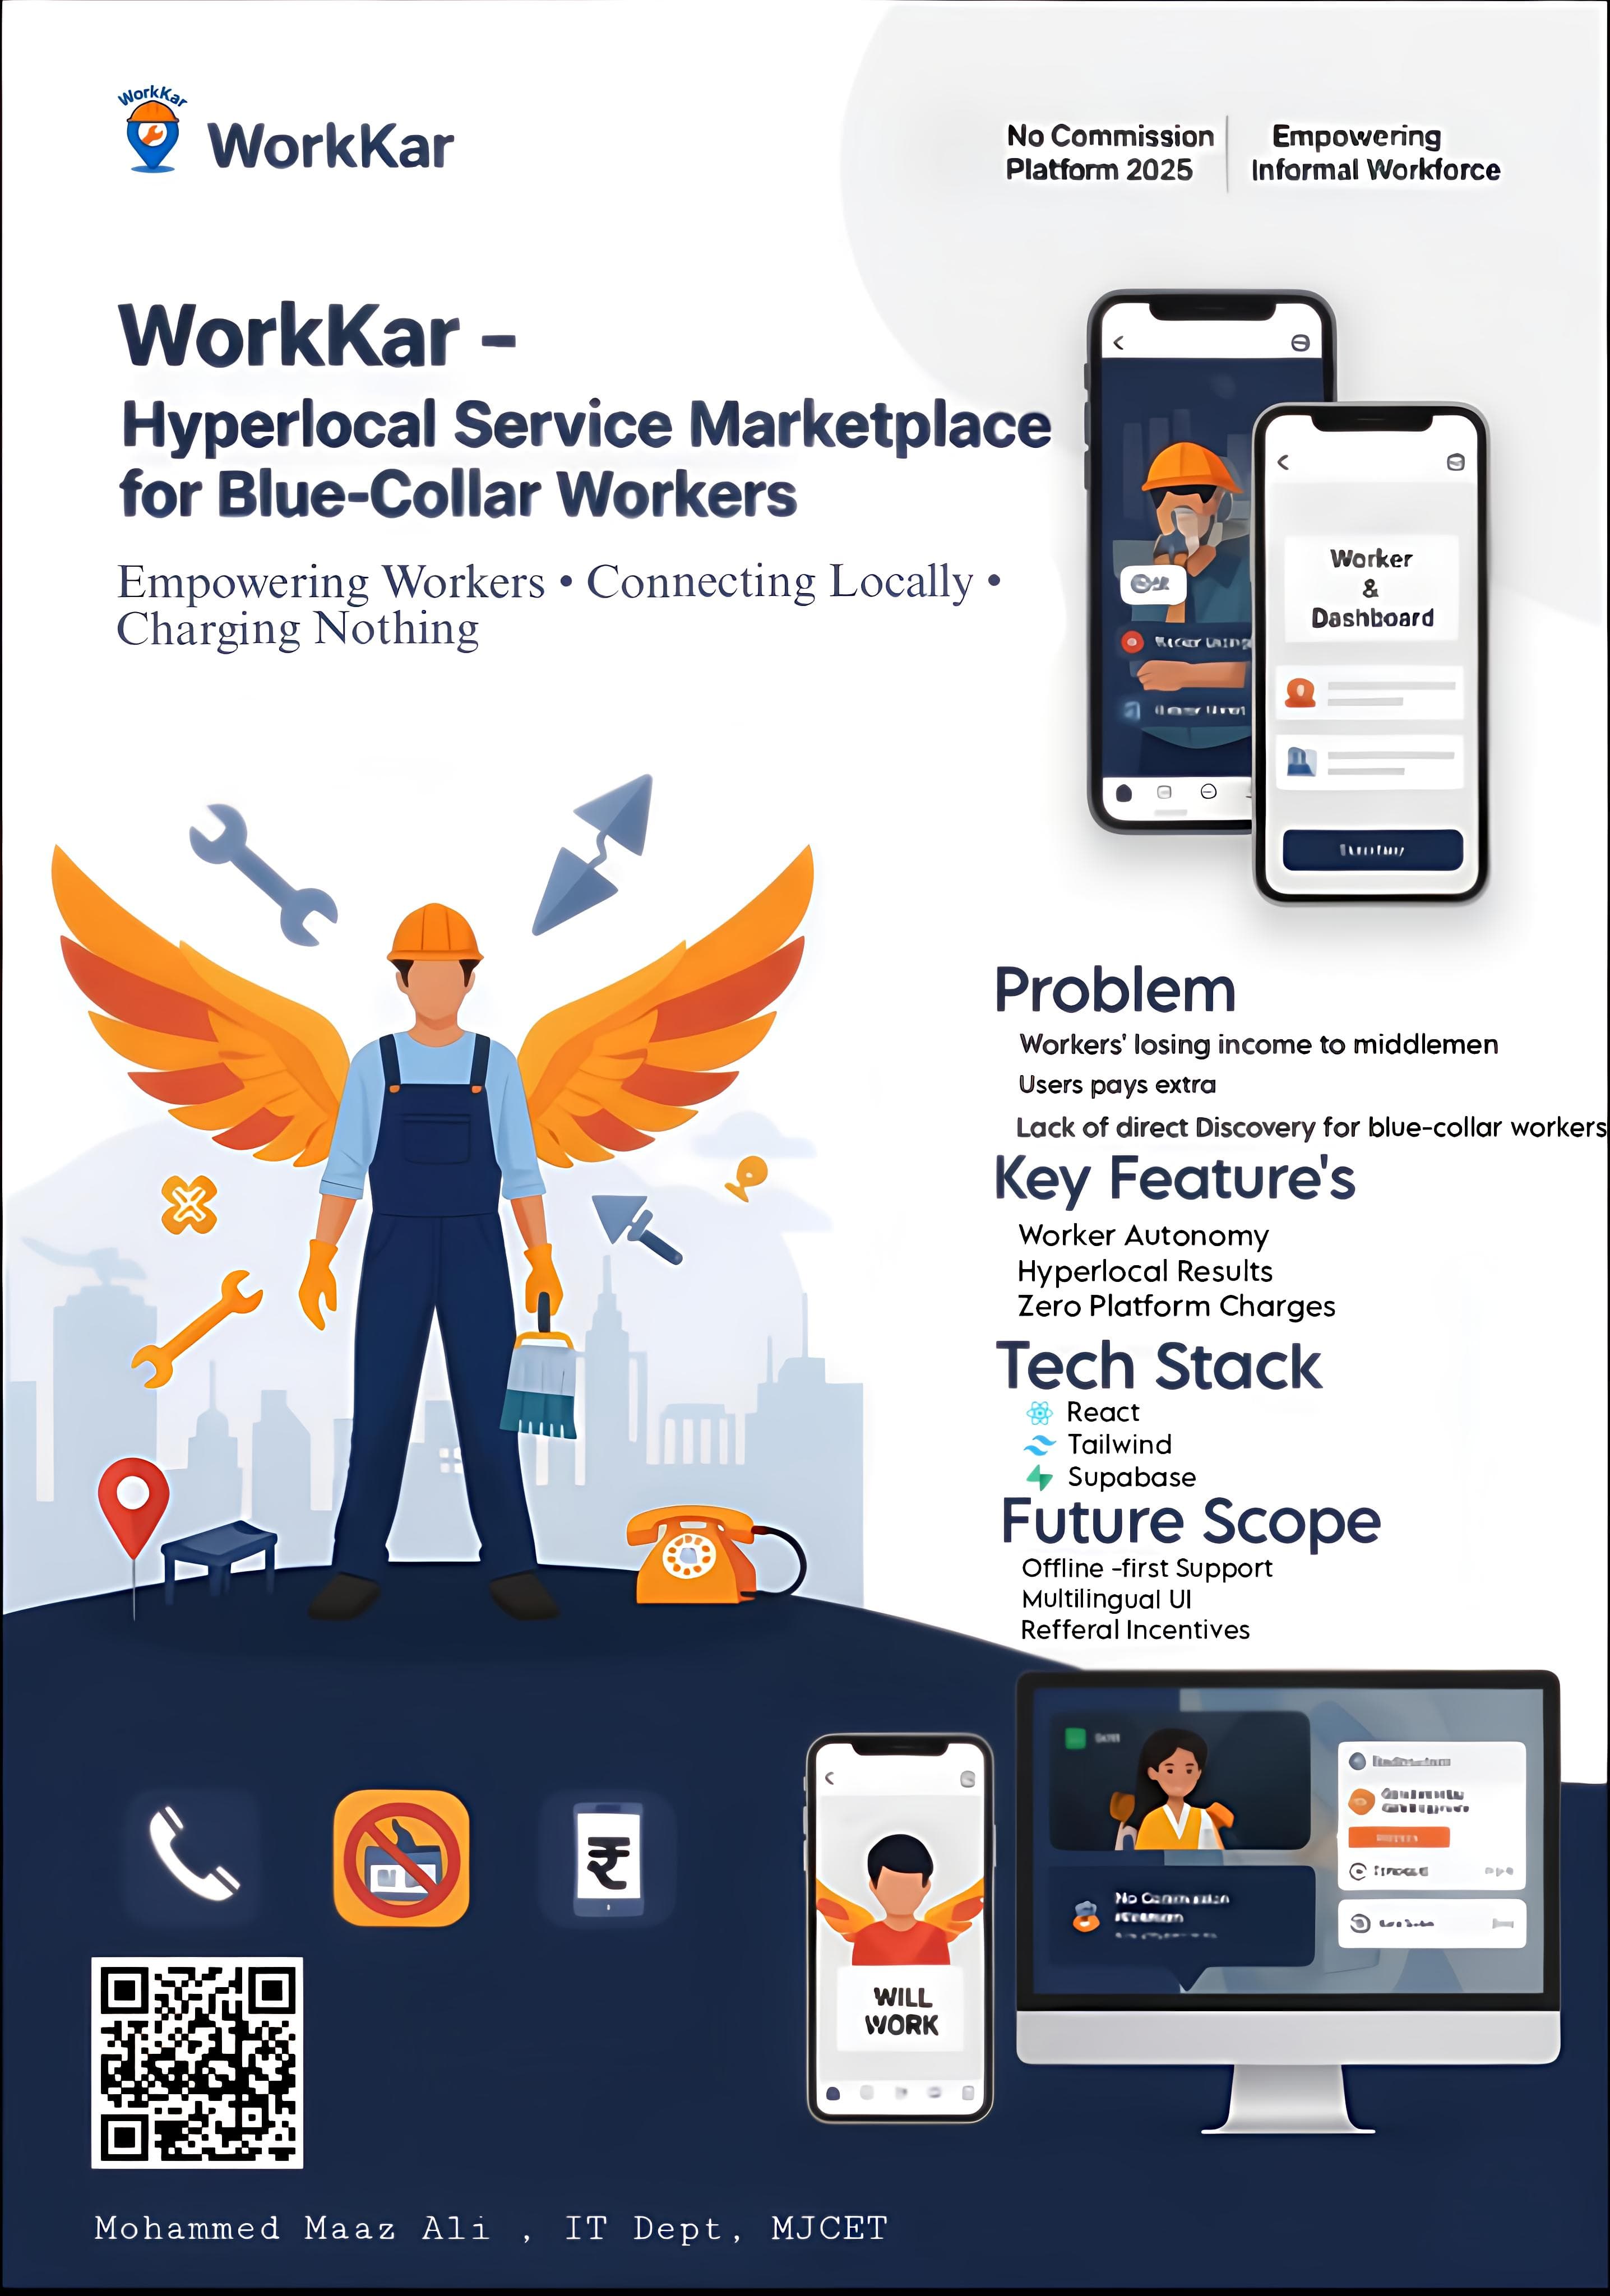 WorkKar
WorkKar
No Commission
Platform 2025
Empowering
Informal Workforce
WorkKar -
Hyperlocal Service Marketplace
for Blue-Collar Workers
Empowering Workers • Connecting Locally •
Charging Nothing
Worker
&
Dashboard
Problem
Workers' losing income to middlemen
Users pays extra
Lack of direct Discovery for blue-collar workers
Key Feature's
Worker Autonomy
Hyperlocal Results
Zero Platform Charges
Tech Stack
React
Tailwind
Supabase
Future Scope
Offline -first Support
Multilingual UI
Refferal Incentives
₹
WILL
WORK
Mohammed Maaz Ali , IT Dept, MJCET